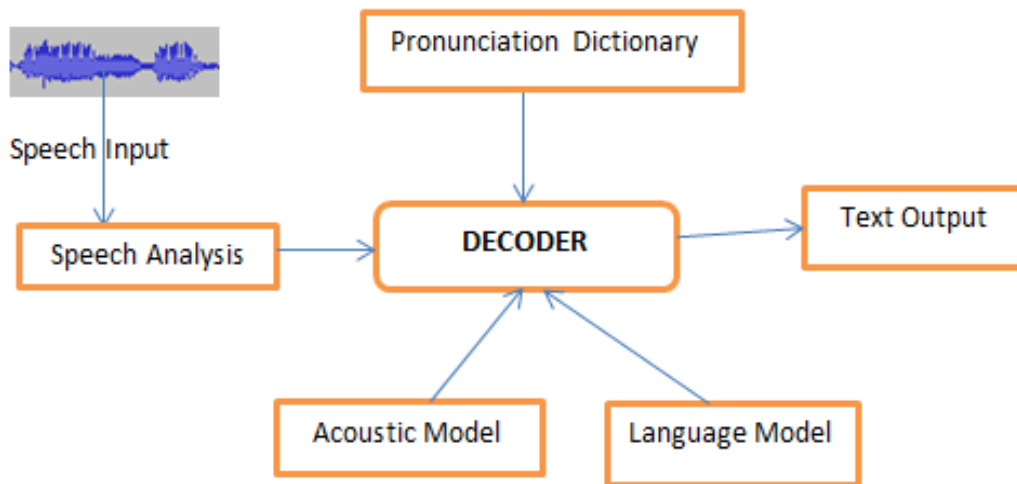 Pronunciation Dictionary
Speech Input
Speech Analysis
DECODER
Text Output
Acoustic Model
Language Model